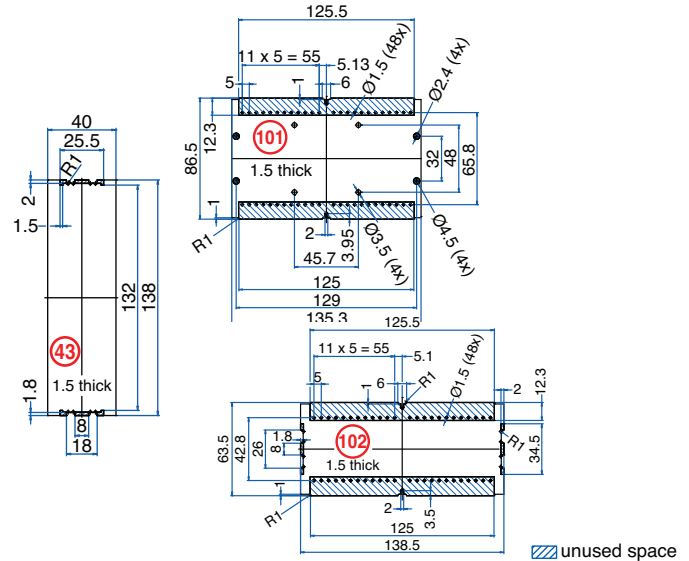 125.5
11 x 5 = 55
5.13
5
1
6
Ø1.5 (48x)
Ø2.4 (4x)
86.5
12.3
101
1.5 thick
32
48
65.8
1
R1
2
3.95
Ø3.5 (4x)
Ø4.5 (4x)
45.7
125
129
135.3
40
25.5
R1
2
1.5
132
138
43
1.5 thick
1.8
8
18
125.5
11 x 5 = 55
5.1
5
1
6
R1
Ø1.5 (48x)
2
12.3
63.5
42.8
26
8
1.8
102
1.5 thick
R1
34.5
1
R1
2
3.5
125
138.5
unused space